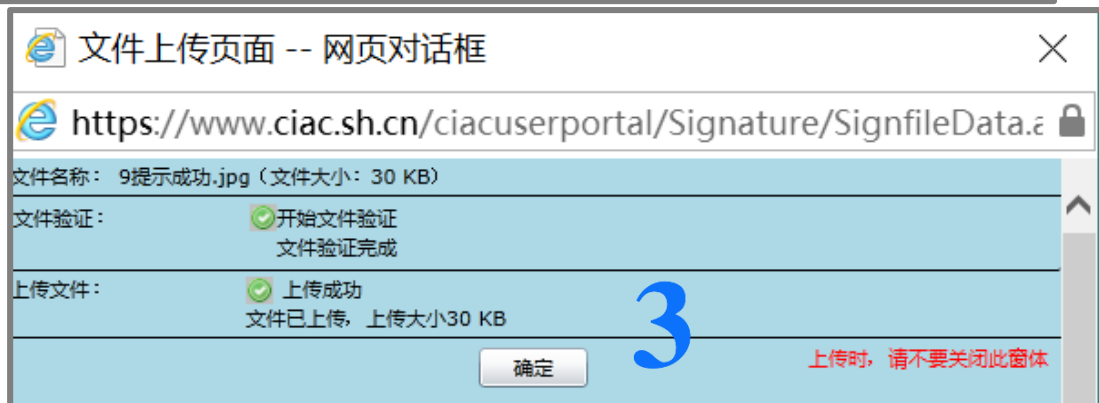 文件上传页面 -- 网页对话框
https://www.ciac.sh.cn/ciacuserportal/Signature/SignfileData.a
文件名称： 9提示成功.jpg（文件大小：30 KB）
文件验证： 开始文件验证
文件验证完成
上传文件： 上传成功
文件已上传，上传大小30 KB
3
确定 上传时，请不要关闭此窗体